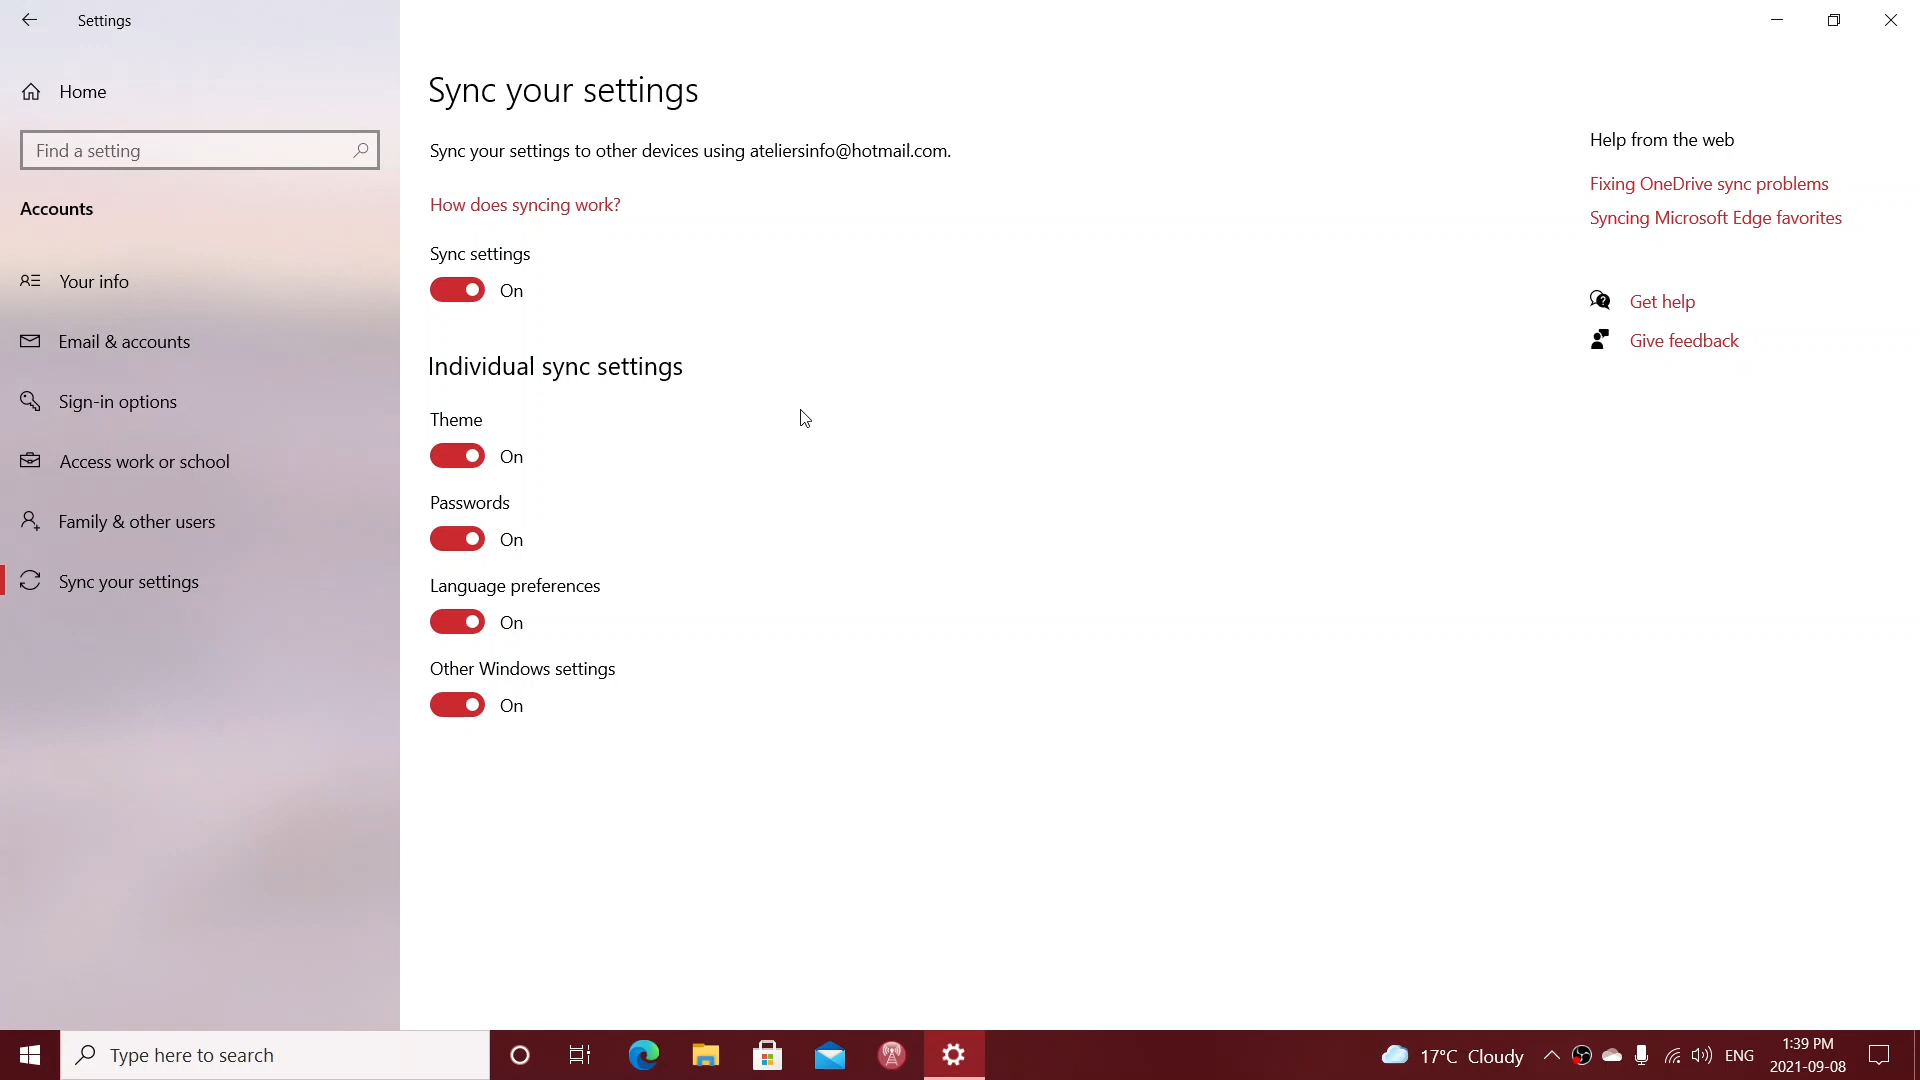 Settings
Home
Find a setting
Accounts
Your info
Email & accounts
Sign-in options
Access work or school
Family & other users
Sync your settings
Sync your settings
Sync your settings to other devices using ateliersinfo@hotmail.com.
How does syncing work?
Sync settings
On
Individual sync settings
Theme
On
Passwords
On
Language preferences
On
Other Windows settings
On
Help from the web
Fixing OneDrive sync problems
Syncing Microsoft Edge favorites
Get help
Give feedback
Type here to search
17°C Cloudy
ENG
1:39 PM
2021-09-08